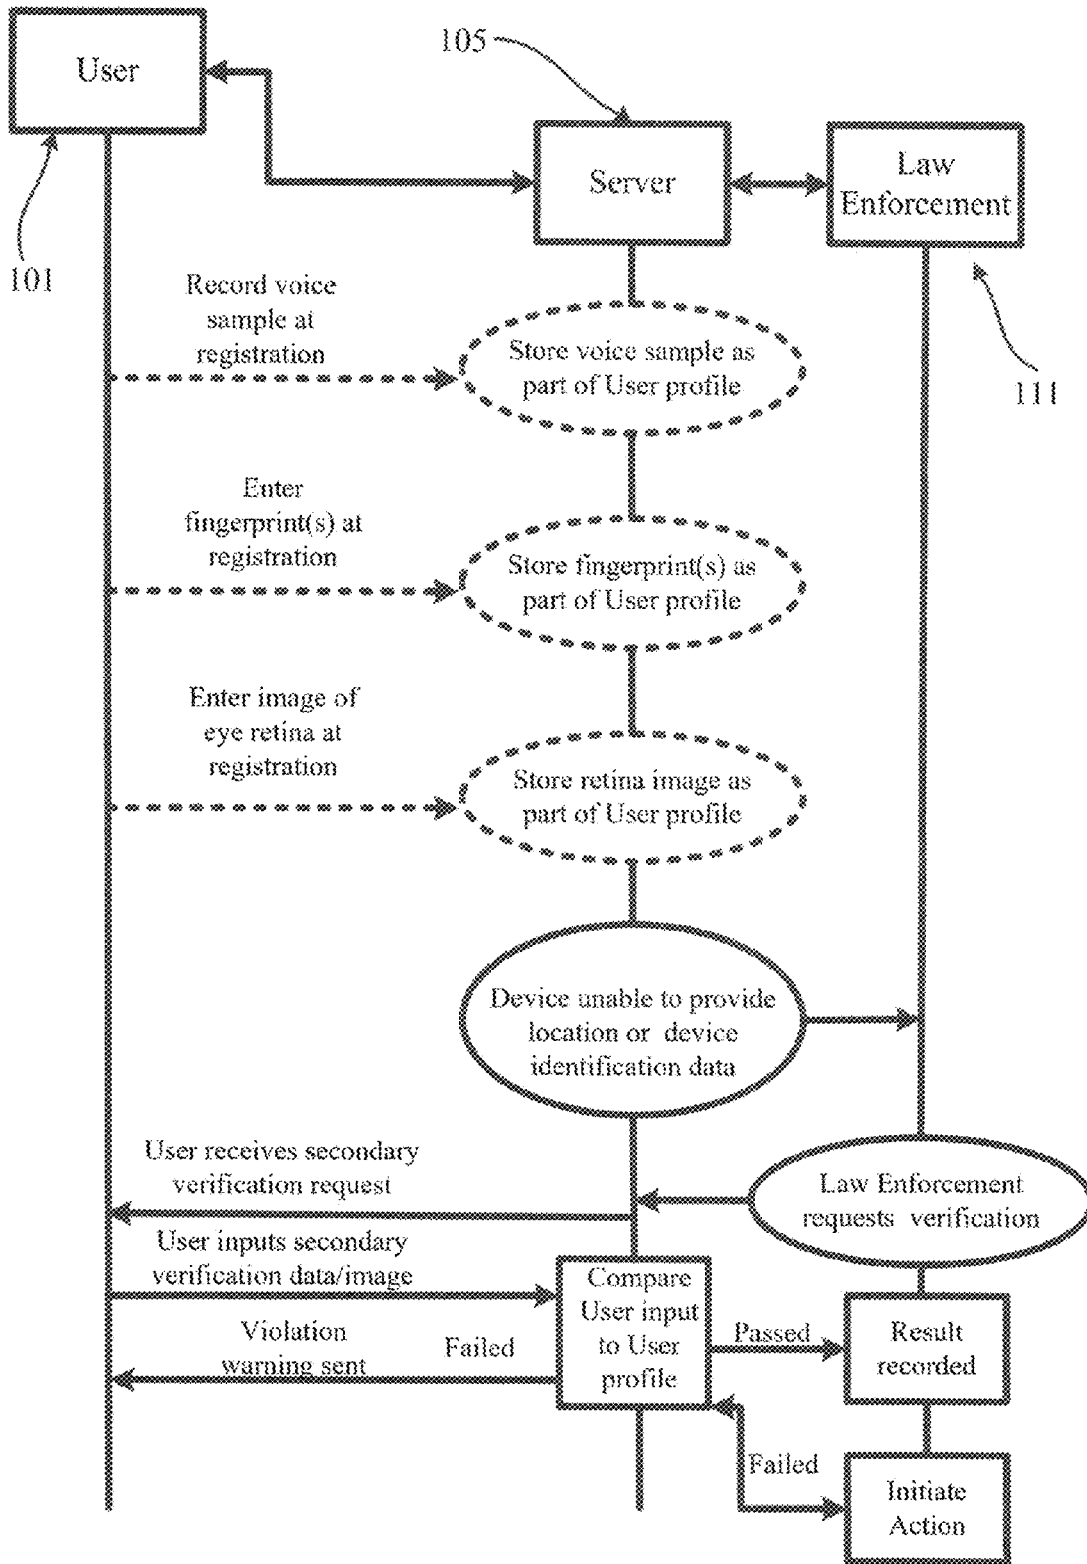 User
105
Server
Law
Enforcement
101
111
Record voice
sample at
registration
Store voice sample as
part of User profile
Enter
fingerprint(s) at
registration
Store fingerprint(s) as
part of User profile
Enter image of
eye retina at
registration
Store retina image as
part of User profile
Device unable to provide
location or device
identification data
User receives secondary
verification request
Law Enforcement
requests verification
User inputs secondary
verification data/image
Compare
User input
to User
profile
Passed
Result
recorded
Violation
warning sent
Failed
Failed
Initiate
Action